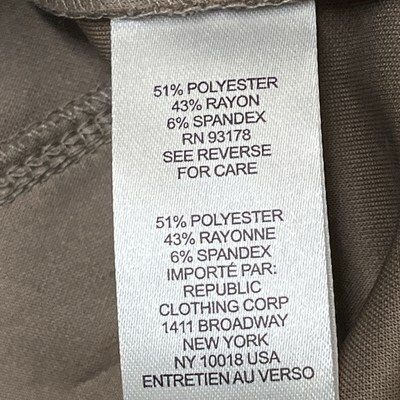 51% POLYESTER
43% RAYON
6% SPANDEX
RN 93178
SEE REVERSE
FOR CARE
51% POLYESTER
43% RAYONNE
6% SPANDEX
IMPORTÉ PAR:
REPUBLIC
CLOTHING CORP
1411 BROADWAY
NEW YORK
NY 10018 USA
ENTRETIEN AU VERSO